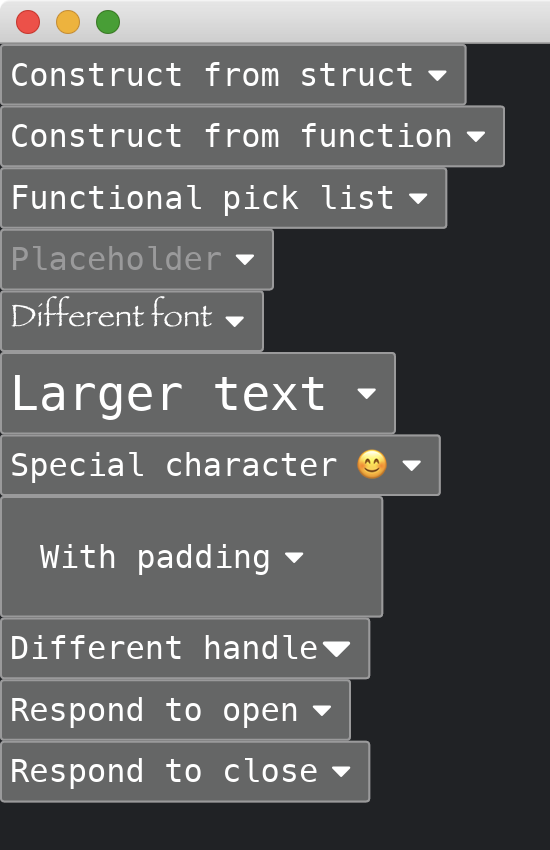 Construct from struct
Construct from function
Functional pick list
Placeholder
Different font
Larger text
Special character 😊
With padding
Different handle
Respond to open
Respond to close